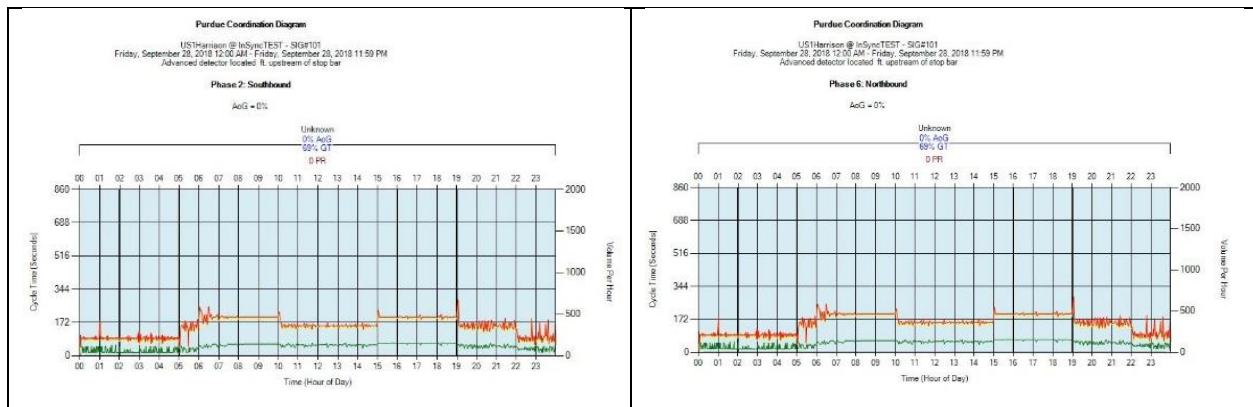 Purdue Coordination Diagram
US1Harrison @ InSyncTEST - SIG#101
Friday, September 28, 2018 12:00 AM - Friday, September 28, 2018 11:59 PM
Advanced detector located ft. upstream of stop bar
Phase 2: Southbound
AoG = 0%
Unknown
0% AoG
69% GT
0 PR
00 01 02 03 04 05 06 07 08 09 10 11 12 13 14 15 16 17 18 19 20 21 22 23
860 2000
688
1500
516
1000
344
500
172
0 0
00 01 02 03 04 05 06 07 08 09 10 11 12 13 14 15 16 17 18 19 20 21 22 23
Cycle Time (Seconds)
Volume Per Hour
Time (Hour of Day)
Purdue Coordination Diagram
US1Harrison @ InSyncTEST - SIG#101
Friday, September 28, 2018 12:00 AM - Friday, September 28, 2018 11:59 PM
Advanced detector located ft. upstream of stop bar
Phase 6: Northbound
AoG = 0%
Unknown
0% AoG
69% GT
0 PR
00 01 02 03 04 05 06 07 08 09 10 11 12 13 14 15 16 17 18 19 20 21 22 23
860 2000
688
1500
516
1000
344
500
172
0 0
00 01 02 03 04 05 06 07 08 09 10 11 12 13 14 15 16 17 18 19 20 21 22 23
Cycle Time (Seconds)
Volume Per Hour
Time (Hour of Day)